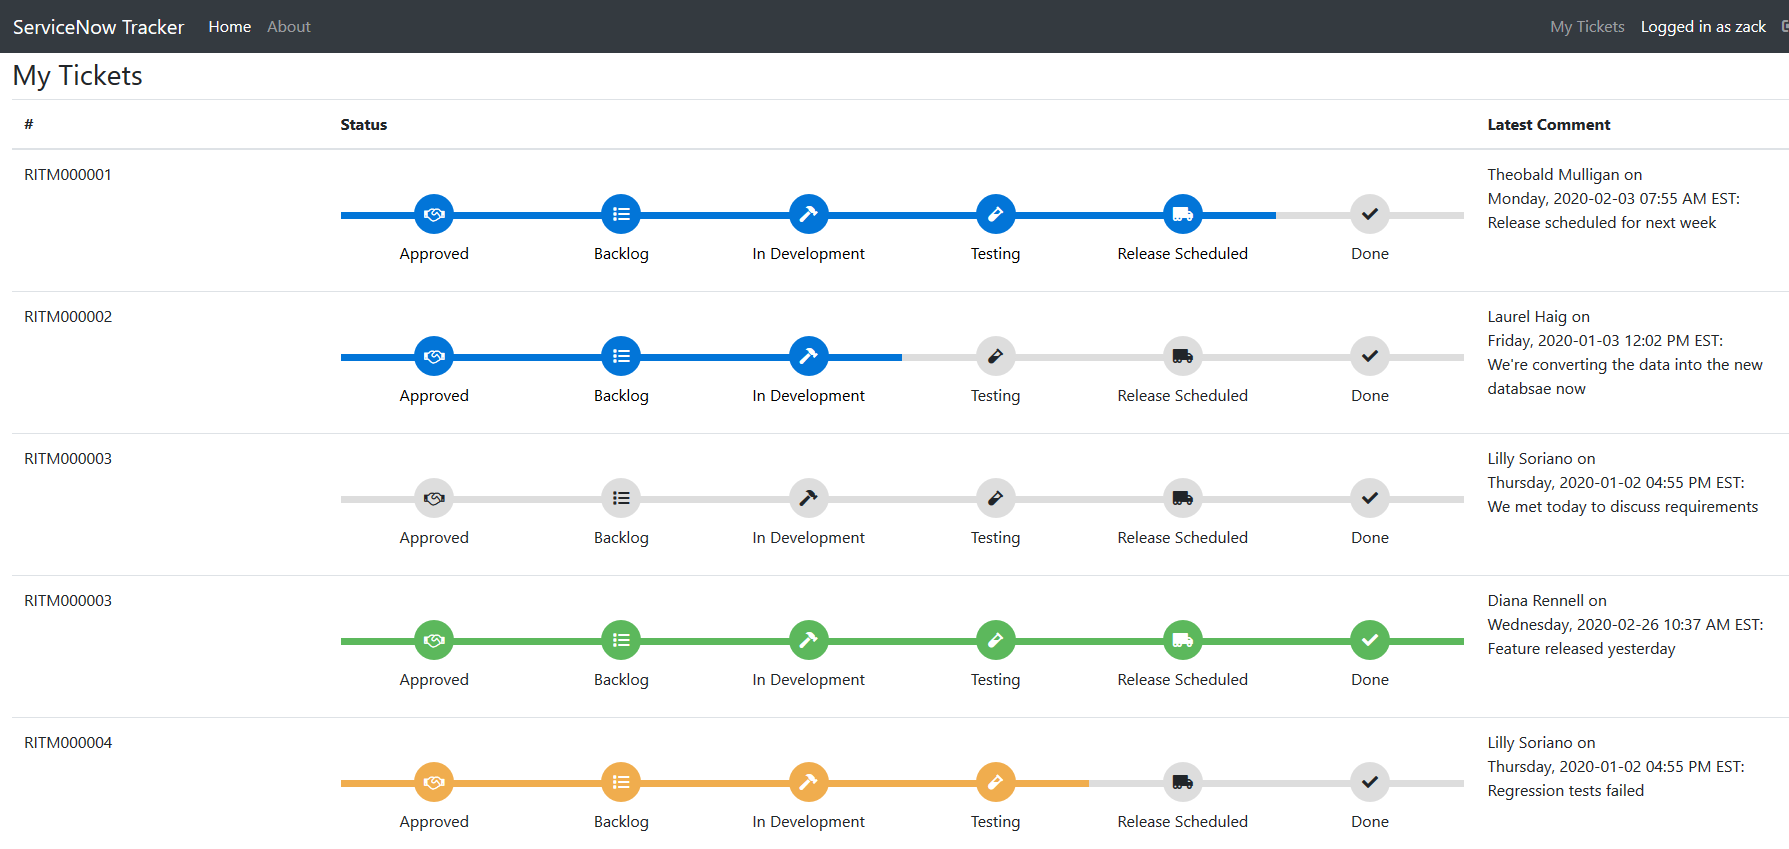 ServiceNow Tracker Home About My Tickets Logged in as zack
My Tickets
# Status Latest Comment
RITM000001 Theobald Mulligan on
Monday, 2020-02-03 07:55 AM EST:
Release scheduled for next week
Approved Backlog In Development Testing Release Scheduled Done
RITM000002 Laurel Haig on
Friday, 2020-01-03 12:02 PM EST:
We're converting the data into the new
databsae now
Approved Backlog In Development Testing Release Scheduled Done
RITM000003 Lilly Soriano on
Thursday, 2020-01-02 04:55 PM EST:
We met today to discuss requirements
Approved Backlog In Development Testing Release Scheduled Done
RITM000003 Diana Rennell on
Wednesday, 2020-02-26 10:37 AM EST:
Feature released yesterday
Approved Backlog In Development Testing Release Scheduled Done
RITM000004 Lilly Soriano on
Thursday, 2020-01-02 04:55 PM EST:
Regression tests failed
Approved Backlog In Development Testing Release Scheduled Done